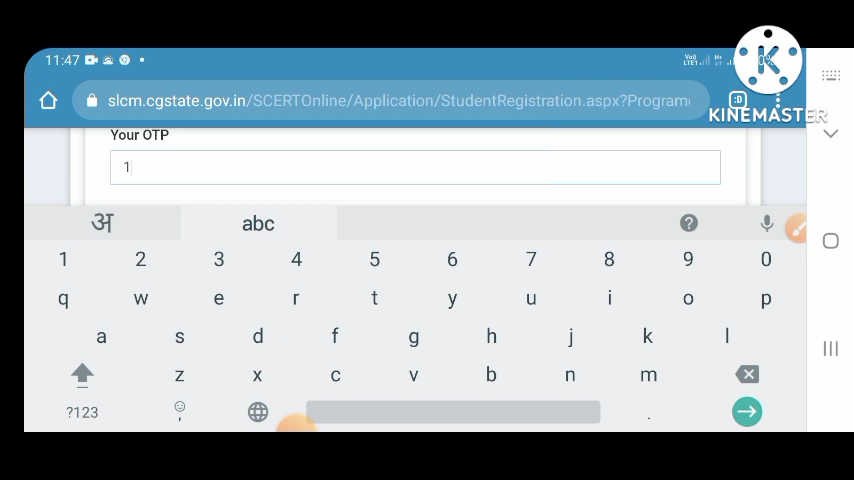 11:47
KINEMASTER
slcm.cgstate.gov.in/SCERTOnline/Application/StudentRegistration.aspx?Program
Your OTP
1
अ abc
1 2 3 4 5 6 7 8 9 0
q w e r t y u i o p
a s d f g h j k l
z x c v b n m
?123 , .